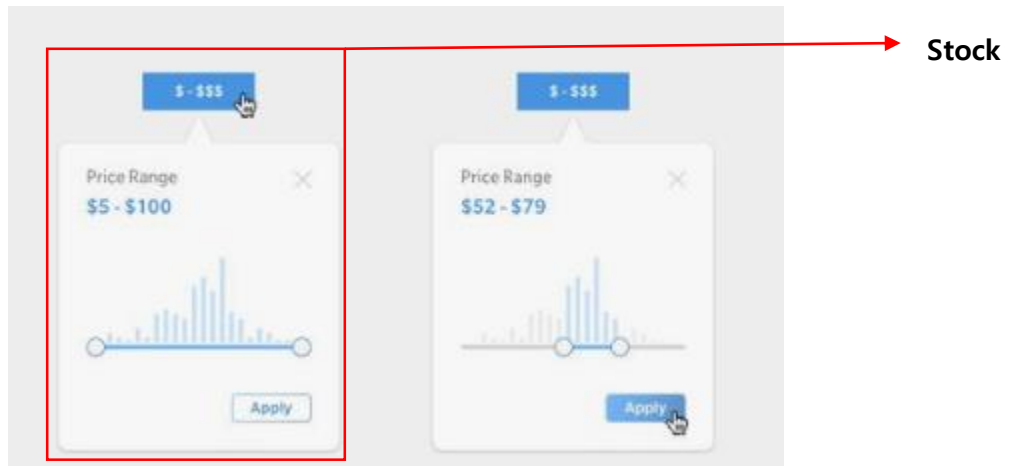 Stock
$ - $$$
Price Range
$5 - $100
Apply
$ - $$$
Price Range
$52 - $79
Apply